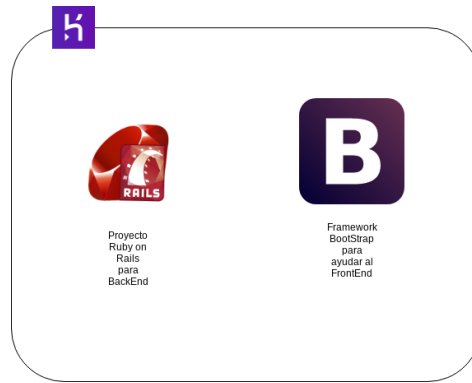 RAILS
B
Proyecto
Ruby on
Rails
para
BackEnd
Framework
BootStrap
para
ayudar al
FrontEnd